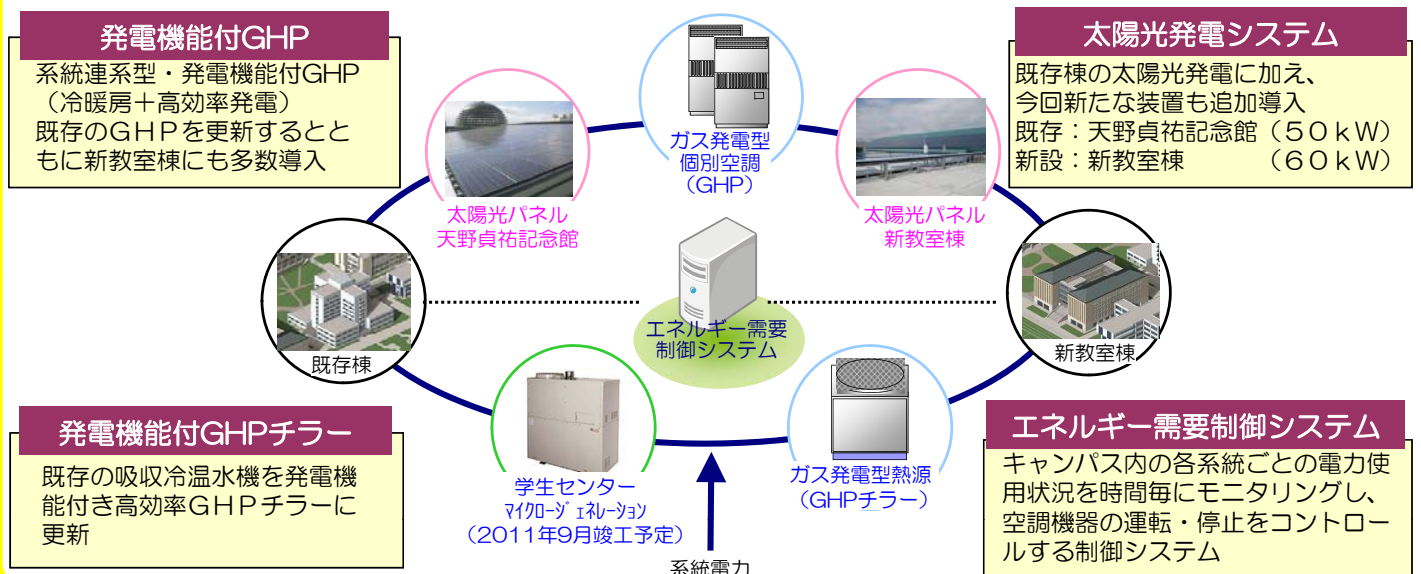 発電機能付GHP
系統連系型・発電機能付GHP
（冷暖房＋高効率発電）
既存のＧＨＰを更新するとと
もに新教室棟にも多数導入
太陽光発電システム
既存棟の太陽光発電に加え、
今回新たな装置も追加導入
既存：天野貞祐記念館（５０ｋＷ）
新設：新教室棟　　　（６０ｋＷ）
ガス発電型
個別空調
（GHP）
太陽光パネル
天野貞祐記念館
太陽光パネル
新教室棟
エネルギー需要
制御システム
既存棟
新教室棟
学生センター
ﾏｲｸﾛｰｼﾞｪﾈﾚｰｼｮﾝ
（2011年9月竣工予定）
ガス発電型熱源
（GHPチラー）
系統電力
発電機能付GHPチラー
既存の吸収冷温水機を発電機
能付き高効率ＧＨＰチラーに
更新
エネルギー需要制御システム
キャンパス内の各系統ごとの電力使
用状況を時間毎にモニタリングし、
空調機器の運転・停止をコントロー
ルする制御システム